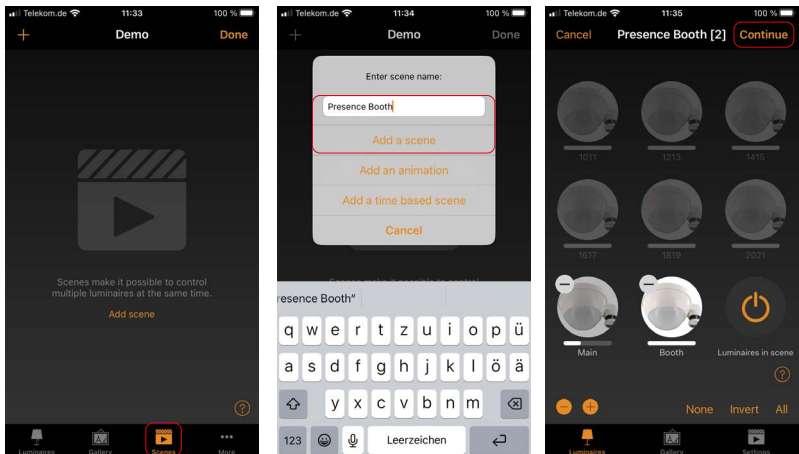 Telekom.de 11:33 100 %
+ Demo Done
Scenes make it possible to control
multiple luminaires at the same time.
Add scene
?
Luminaires Gallery Scenes More
Telekom.de 11:34 100 %
+ Demo Done
Enter scene name:
Presence Booth
Add a scene
Add an animation
Add a time based scene
Cancel
resence Booth"
q w e r t z u i o p ü
a s d f g h j k l ö ä
y x c v b n m
123 Leerzeichen
Telekom.de 11:35 100 %
Cancel Presence Booth [2] Continue
1011 1213 1415
1617 1819 2021
Main Booth Luminaires in scene
?
None Invert All
Luminaires Gallery Settings